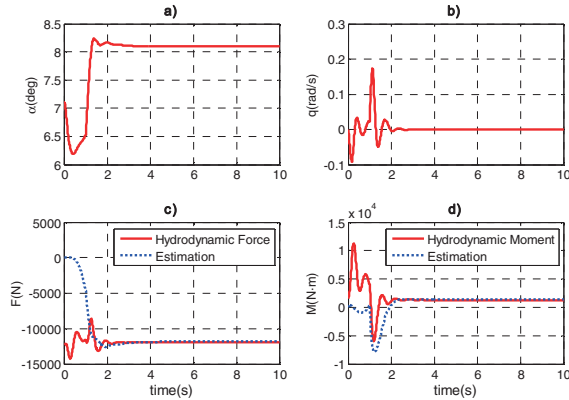 a)
8.5
8
7.5
7
6.5
6
α(deg)
0 2 4 6 8 10
b)
0.3
0.2
0.1
0
-0.1
q(rad/s)
0 2 4 6 8 10
c)
5000
0
-5000
-10000
-15000
F(N)
Hydrodynamic Force
Estimation
0 2 4 6 8 10
time(s)
d)
x 10^4
1.5
1
0.5
0
-0.5
-1
M(N·m)
Hydrodynamic Moment
Estimation
0 2 4 6 8 10
time(s)